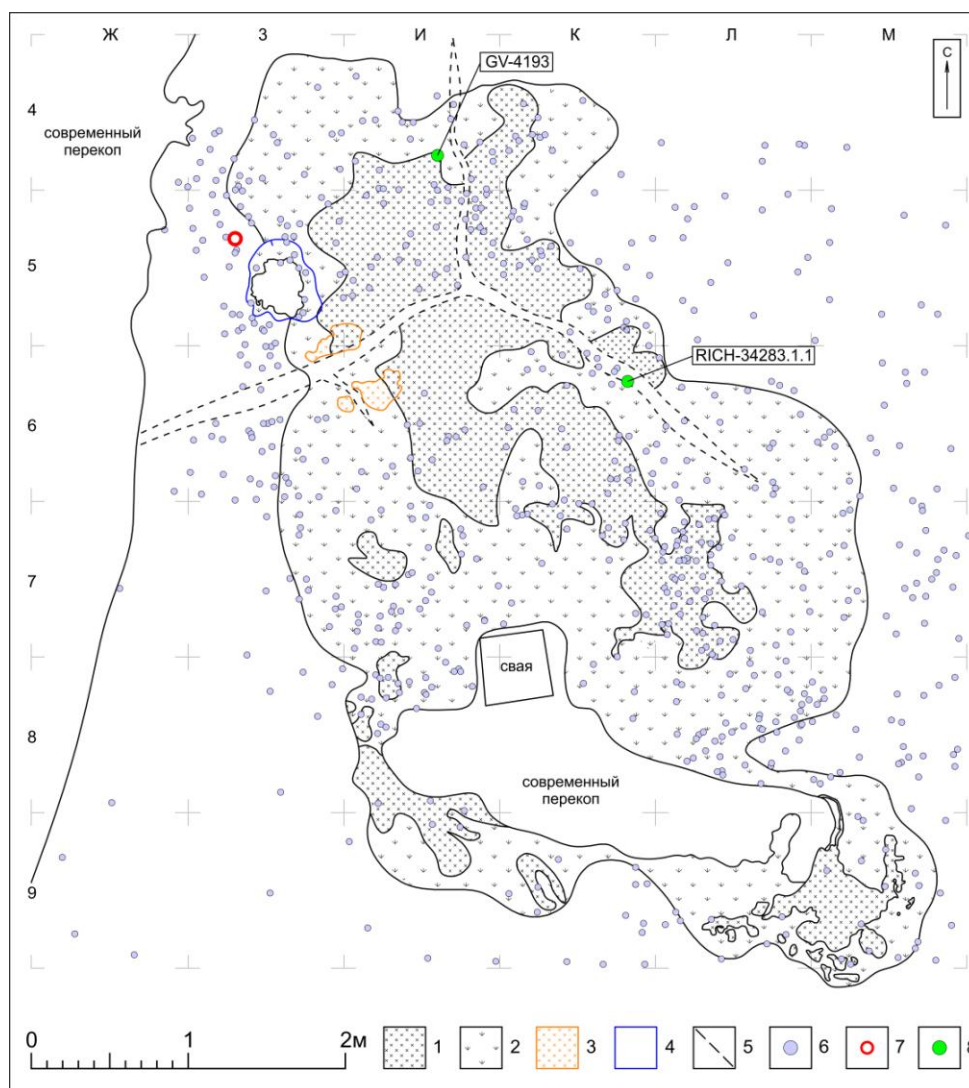 Ж З И К Л М
С
GV-4193
4
современный
перекоп
5
RICH-34283.1.1
6
7
свая
8
современный
перекоп
9
0 1 2м
1 2 3 4 5 6 7 8